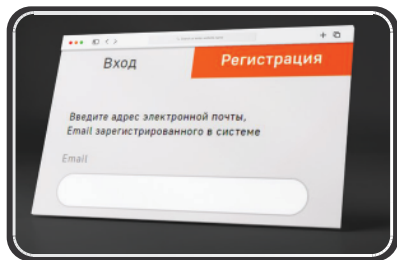 Вход
Регистрация
Введите адрес электронной почты,
Email зарегистрированного в системе
Email